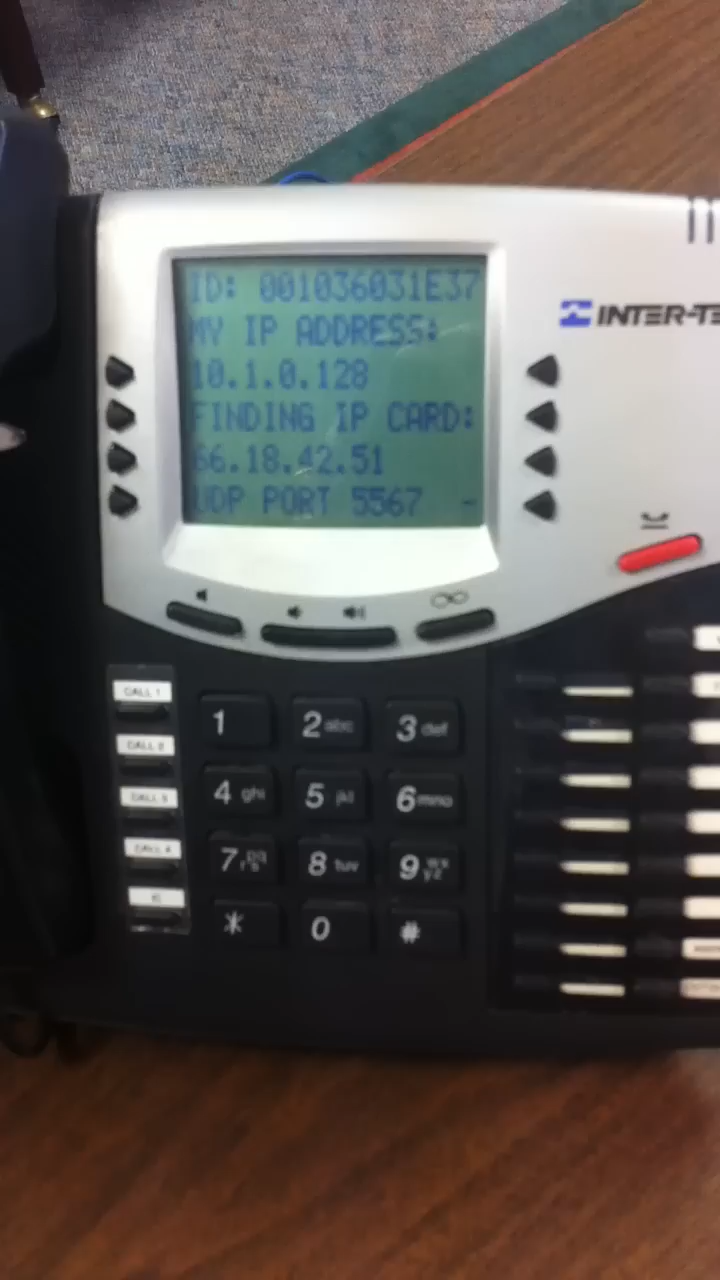 ID: 001036031E37
MY IP ADDRESS:
10.1.0.128
FINDING IP CARD:
66.18.42.51
UDP PORT 5567 -
INTER-TE
CALL 1
CALL 2
CALL 3
CALL 4
IC
1
2 abc
3 def
4 ghi
5 jkl
6 mno
7 pqrs
8 tuv
9 wxyz
*
0
#